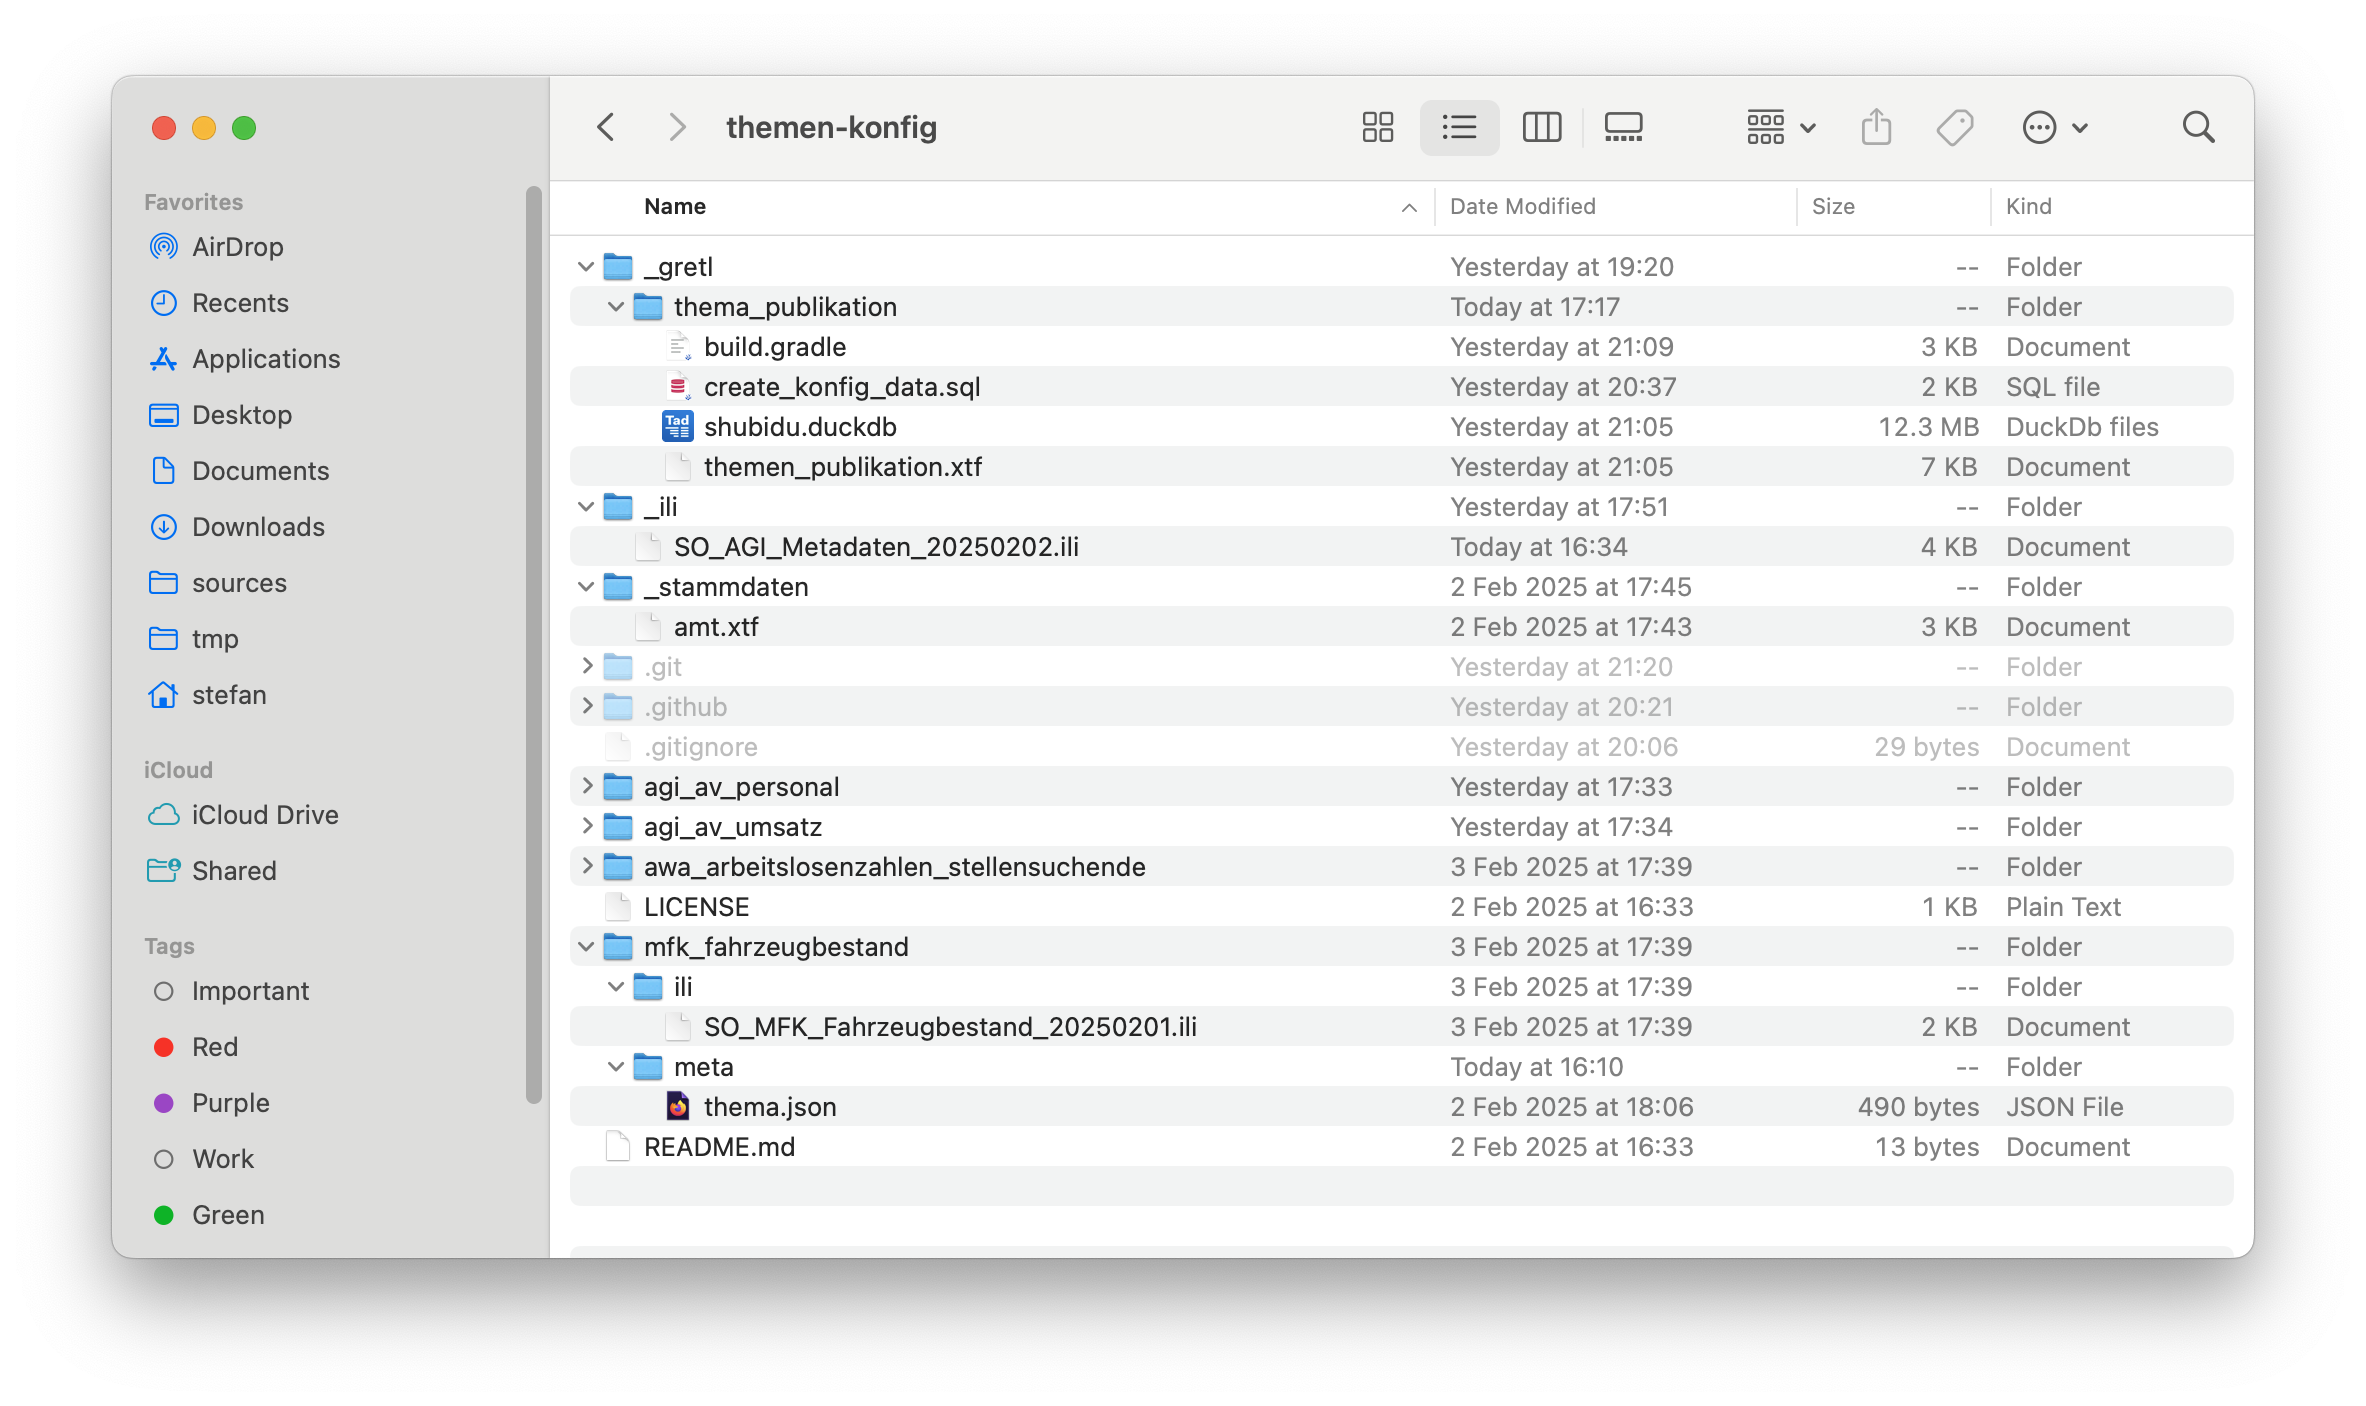 themen-konfig
Favorites
AirDrop
Recents
Applications
Desktop
Documents
Downloads
sources
tmp
stefan
iCloud
iCloud Drive
Shared
Tags
Important
Red
Purple
Work
Green
Name Date Modified Size Kind
_gretl Yesterday at 19:20 -- Folder
thema_publikation Today at 17:17 -- Folder
build.gradle Yesterday at 21:09 3 KB Document
create_konfig_data.sql Yesterday at 20:37 2 KB SQL file
Tad shubidu.duckdb Yesterday at 21:05 12.3 MB DuckDb files
themen_publikation.xtf Yesterday at 21:05 7 KB Document
_ili Yesterday at 17:51 -- Folder
SO_AGI_Metadaten_20250202.ili Today at 16:34 4 KB Document
_stammdaten 2 Feb 2025 at 17:45 -- Folder
amt.xtf 2 Feb 2025 at 17:43 3 KB Document
.git Yesterday at 21:20 -- Folder
.github Yesterday at 20:21 -- Folder
.gitignore Yesterday at 20:06 29 bytes Document
agi_av_personal Yesterday at 17:33 -- Folder
agi_av_umsatz Yesterday at 17:34 -- Folder
awa_arbeitslosenzahlen_stellensuchende 3 Feb 2025 at 17:39 -- Folder
LICENSE 2 Feb 2025 at 16:33 1 KB Plain Text
mfk_fahrzeugbestand 3 Feb 2025 at 17:39 -- Folder
ili 3 Feb 2025 at 17:39 -- Folder
SO_MFK_Fahrzeugbestand_20250201.ili 3 Feb 2025 at 17:39 2 KB Document
meta Today at 16:10 -- Folder
thema.json 2 Feb 2025 at 18:06 490 bytes JSON File
README.md 2 Feb 2025 at 16:33 13 bytes Document